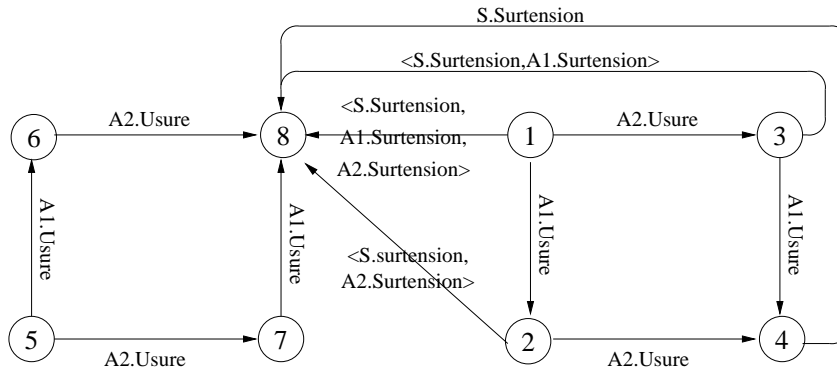 S.Surtension
<S.Surtension,A1.Surtension>
<S.Surtension,
A1.Surtension,
A2.Surtension>
6
A2.Usure
8
1
A2.Usure
3
A1.Usure
A1.Usure
A1.Usure
A1.Usure
<S.surtension,
A2.Surtension>
5
A2.Usure
7
2
A2.Usure
4